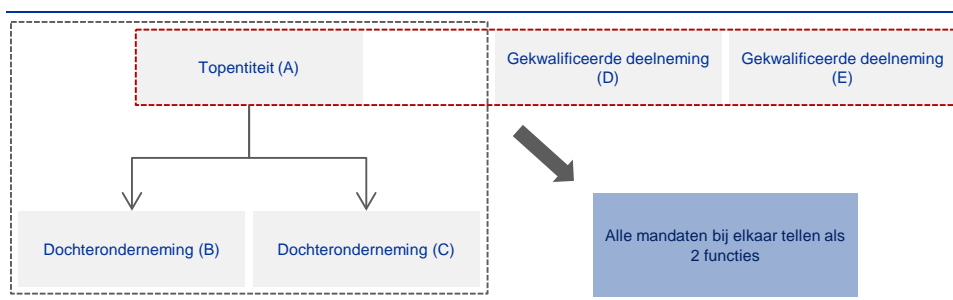 Topentiteit (A)
Gekwalificeerde deelneming
(D)
Gekwalificeerde deelneming
(E)
Dochteronderneming (B)
Dochteronderneming (C)
Alle mandaten bij elkaar tellen als
2 functies